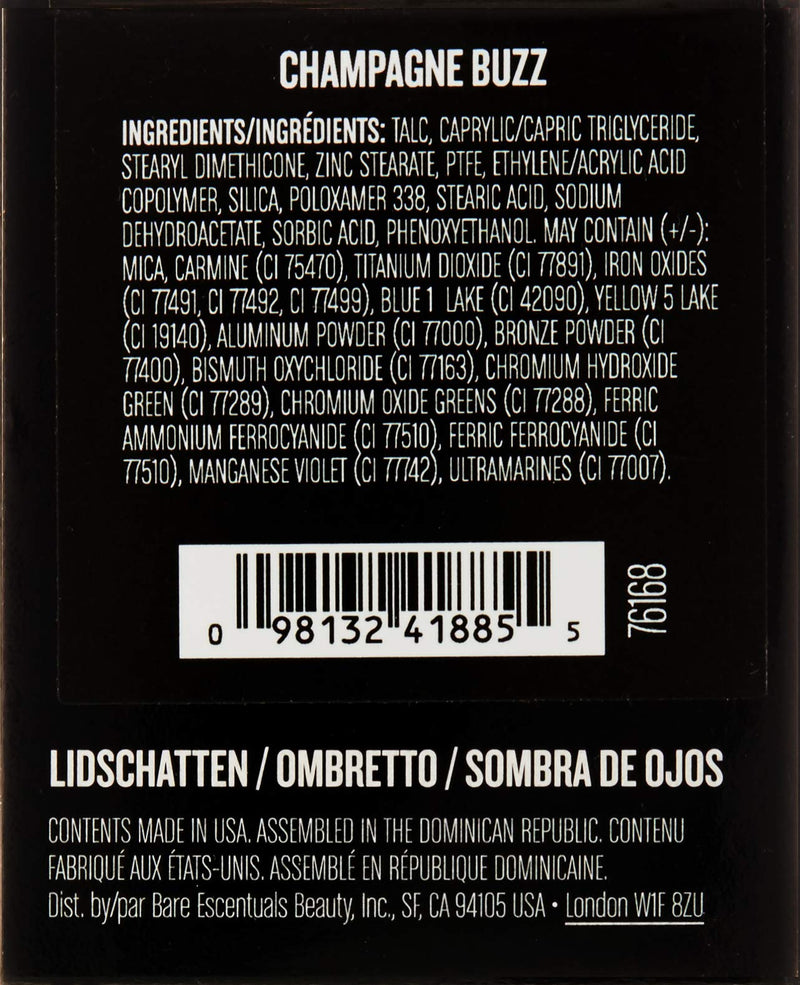 CHAMPAGNE BUZZ
INGREDIENTS/INGRÉDIENTS: TALC, CAPRYLIC/CAPRIC TRIGLYCERIDE,
STEARYL DIMETHICONE, ZINC STEARATE, PTFE, ETHYLENE/ACRYLIC ACID
COPOLYMER, SILICA, POLOXAMER 338, STEARIC ACID, SODIUM
DEHYDROACETATE, SORBIC ACID, PHENOXYETHANOL. MAY CONTAIN (+/-):
MICA, CARMINE (CI 75470), TITANIUM DIOXIDE (CI 77891), IRON OXIDES
(CI 77491, CI 77492, CI 77499), BLUE 1 LAKE (CI 42090), YELLOW 5 LAKE
(CI 19140), ALUMINUM POWDER (CI 77000), BRONZE POWDER (CI
77400), BISMUTH OXYCHLORIDE (CI 77163), CHROMIUM HYDROXIDE
GREEN (CI 77289), CHROMIUM OXIDE GREENS (CI 77288), FERRIC
AMMONIUM FERROCYANIDE (CI 77510), FERRIC FERROCYANIDE (CI
77510), MANGANESE VIOLET (CI 77742), ULTRAMARINES (CI 77007).
0 98132 41885 5
76168
LIDSCHATTEN / OMBRETTO / SOMBRA DE OJOS
CONTENTS MADE IN USA. ASSEMBLED IN THE DOMINICAN REPUBLIC. CONTENU
FABRIQUÉ AUX ÉTATS-UNIS. ASSEMBLÉ EN RÉPUBLIQUE DOMINICAINE.
Dist. by/par Bare Escentuals Beauty, Inc., SF, CA 94105 USA • London W1F 8ZU